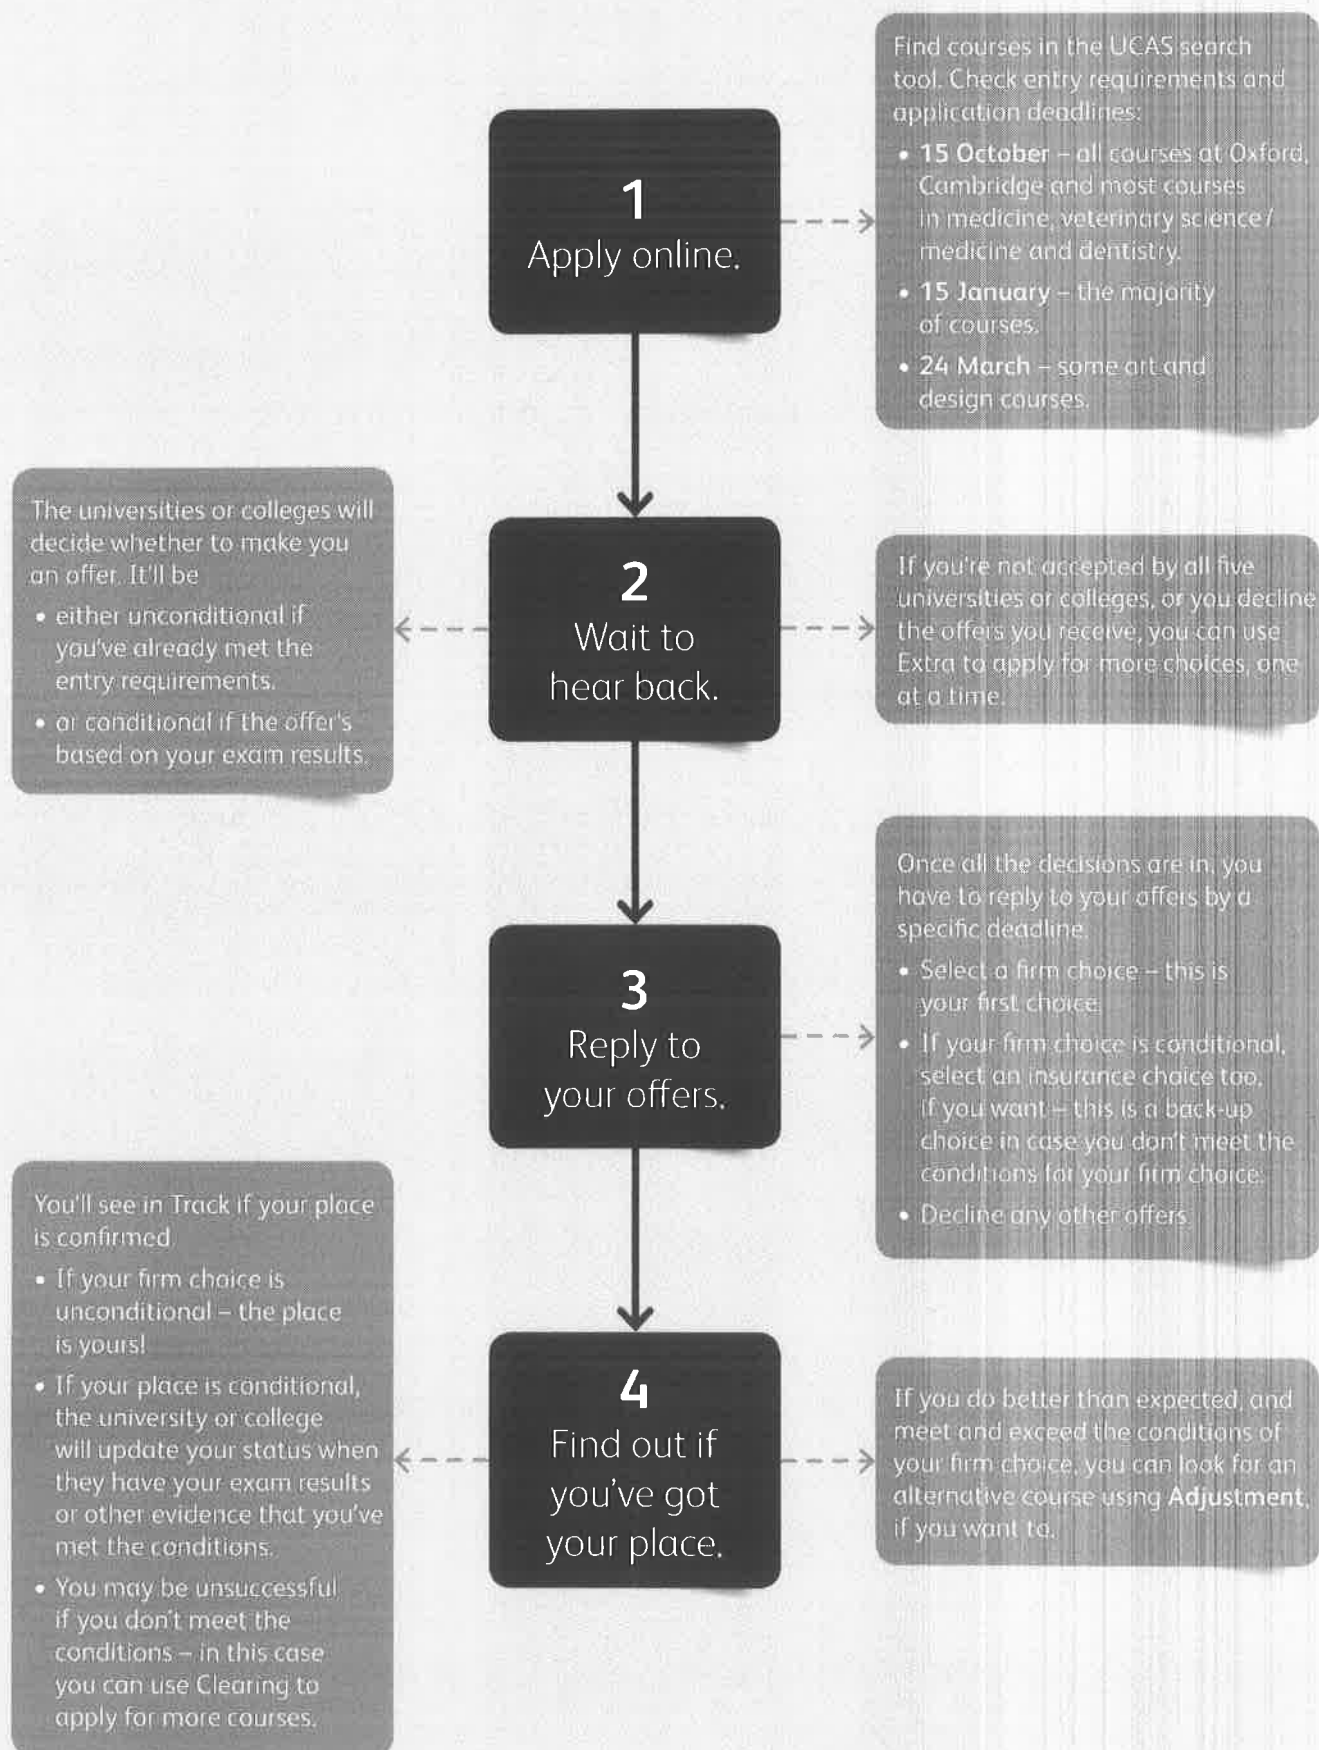 1
Apply online.
Find courses in the UCAS search
tool. Check entry requirements and
application deadlines:
• 15 October – all courses at Oxford,
Cambridge and most courses
in medicine, veterinary science/
medicine and dentistry.
• 15 January – the majority
of courses.
• 24 March – some art and
design courses.
The universities or colleges will
decide whether to make you
an offer. It'll be
• either unconditional if
you've already met the
entry requirements.
• or conditional if the offer's
based on your exam results.
2
Wait to
hear back.
If you're not accepted by all five
universities or colleges, or you decline
the offers you receive, you can use
Extra to apply for more choices, one
at a time.
3
Reply to
your offers.
Once all the decisions are in, you
have to reply to your offers by a
specific deadline.
• Select a firm choice – this is
your first choice.
• If your firm choice is conditional,
select an insurance choice too,
if you want – this is a back-up
choice in case you don't meet the
conditions for your firm choice.
• Decline any other offers.
You'll see in Track if your place
is confirmed.
• If your firm choice is
unconditional – the place
is yours!
• If your place is conditional,
the university or college
will update your status when
they have your exam results
or other evidence that you've
met the conditions.
• You may be unsuccessful
if you don't meet the
conditions – in this case
you can use Clearing to
apply for more courses.
4
Find out if
you've got
your place.
If you do better than expected, and
meet and exceed the conditions of
your firm choice, you can look for an
alternative course using Adjustment,
if you want to.